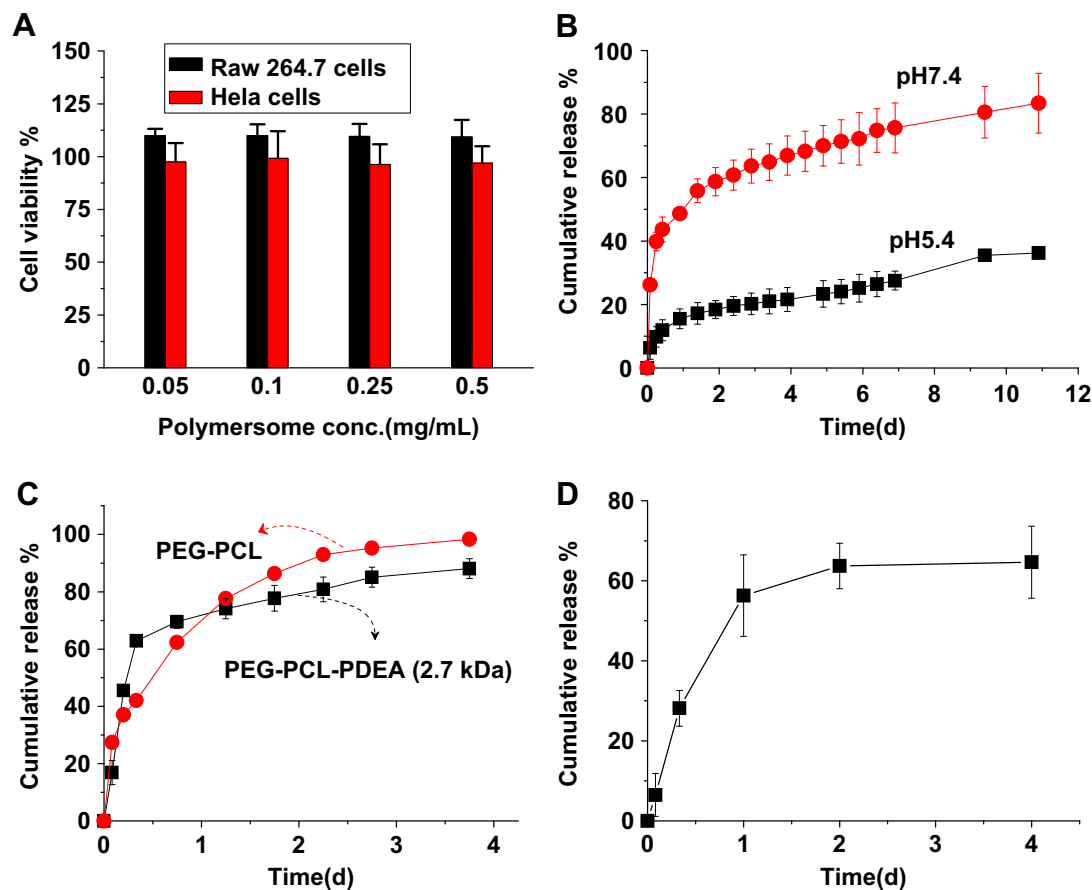 A
Cell viability %
150
125
100
75
50
25
0
Raw 264.7 cells
Hela cells
0.05 0.1 0.25 0.5
Polymersome conc.(mg/mL)
B
Cumulative release %
100
80
60
40
20
0
pH7.4
pH5.4
0 2 4 6 8 10 12
Time(d)
C
Cumulative release %
100
80
60
40
20
0
PEG-PCL
PEG-PCL-PDEA (2.7 kDa)
0 1 2 3 4
Time(d)
D
Cumulative release %
80
70
60
50
40
30
20
10
0
0 1 2 3 4
Time(d)